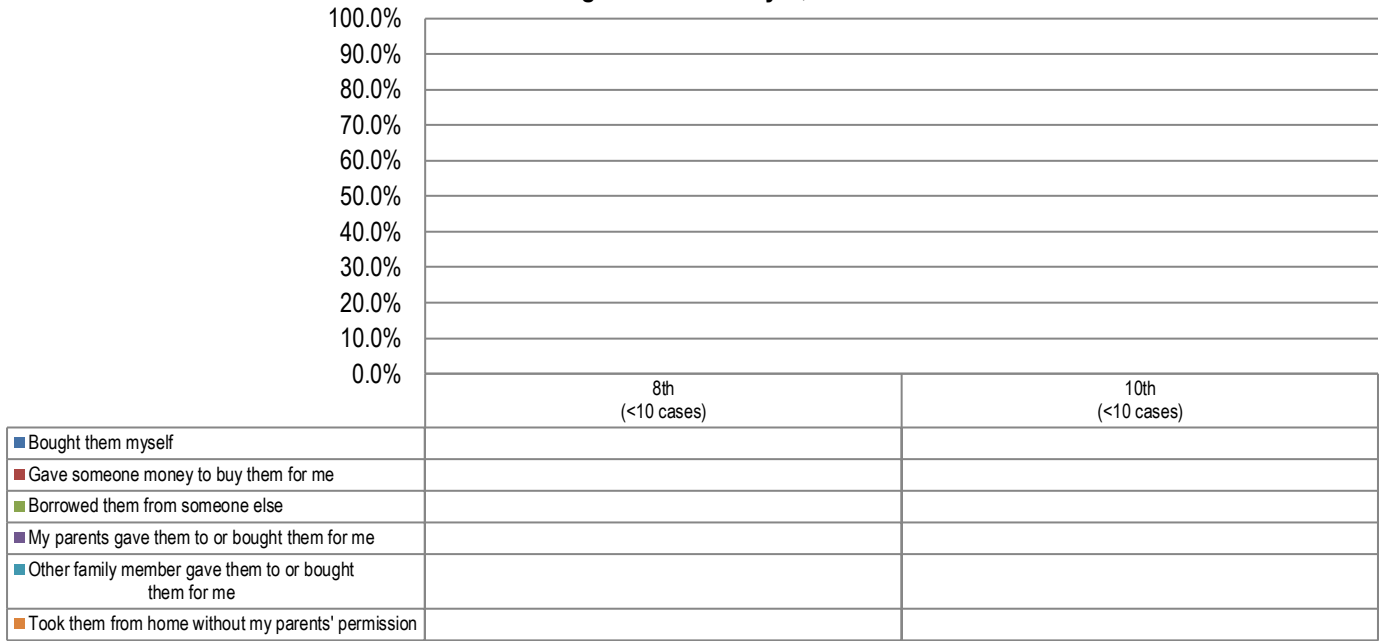 100.0%
90.0%
80.0%
70.0%
60.0%
50.0%
40.0%
30.0%
20.0%
10.0%
0.0%
8th
(<10 cases)
10th
(<10 cases)
Bought them myself
Gave someone money to buy them for me
Borrowed them from someone else
My parents gave them to or bought them for me
Other family member gave them to or bought
them for me
Took them from home without my parents' permission